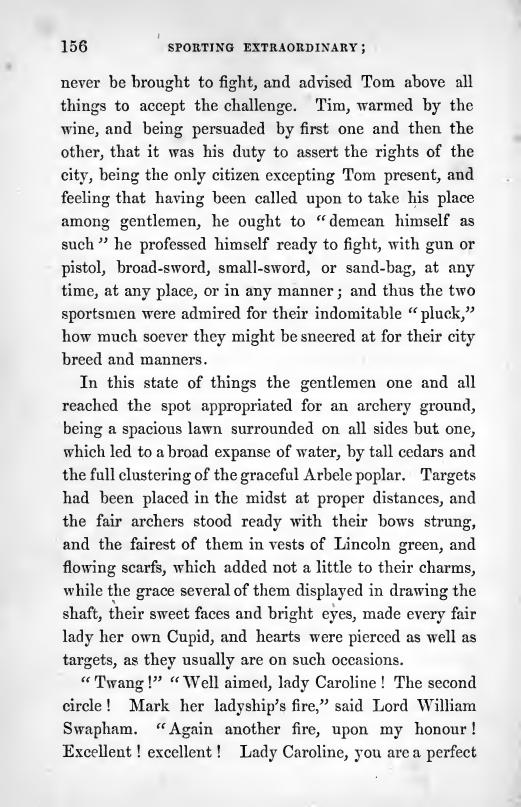 156 SPORTING EXTRAORDINARY;
never be brought to fight, and advised Tom above all
things to accept the challenge. Tim, warmed by the
wine, and being persuaded by first one and then the
other, that it was his duty to assert the rights of the
city, being the only citizen excepting Tom present, and
feeling that having been called upon to take his place
among gentlemen, he ought to “demean himself as
such” he professed himself ready to fight, with gun or
pistol, broad-sword, small-sword, or sand-bag, at any
time, at any place, or in any manner; and thus the two
sportsmen were admired for their indomitable “pluck,”
how much soever they might be sneered at for their city
breed and manners.
In this state of things the gentlemen one and all
reached the spot appropriated for an archery ground,
being a spacious lawn surrounded on all sides but one,
which led to a broad expanse of water, by tall cedars and
the full clustering of the graceful Arbele poplar. Targets
had been placed in the midst at proper distances, and
the fair archers stood ready with their bows strung,
and the fairest of them in vests of Lincoln green, and
flowing scarfs, which added not a little to their charms,
while the grace several of them displayed in drawing the
shaft, their sweet faces and bright eyes, made every fair
lady her own Cupid, and hearts were pierced as well as
targets, as they usually are on such occasions.
“Twang!” “Well aimed, lady Caroline! The second
circle! Mark her ladyship’s fire,” said Lord William
Swapham. “Again another fire, upon my honour!
Excellent! excellent! Lady Caroline, you are a perfect